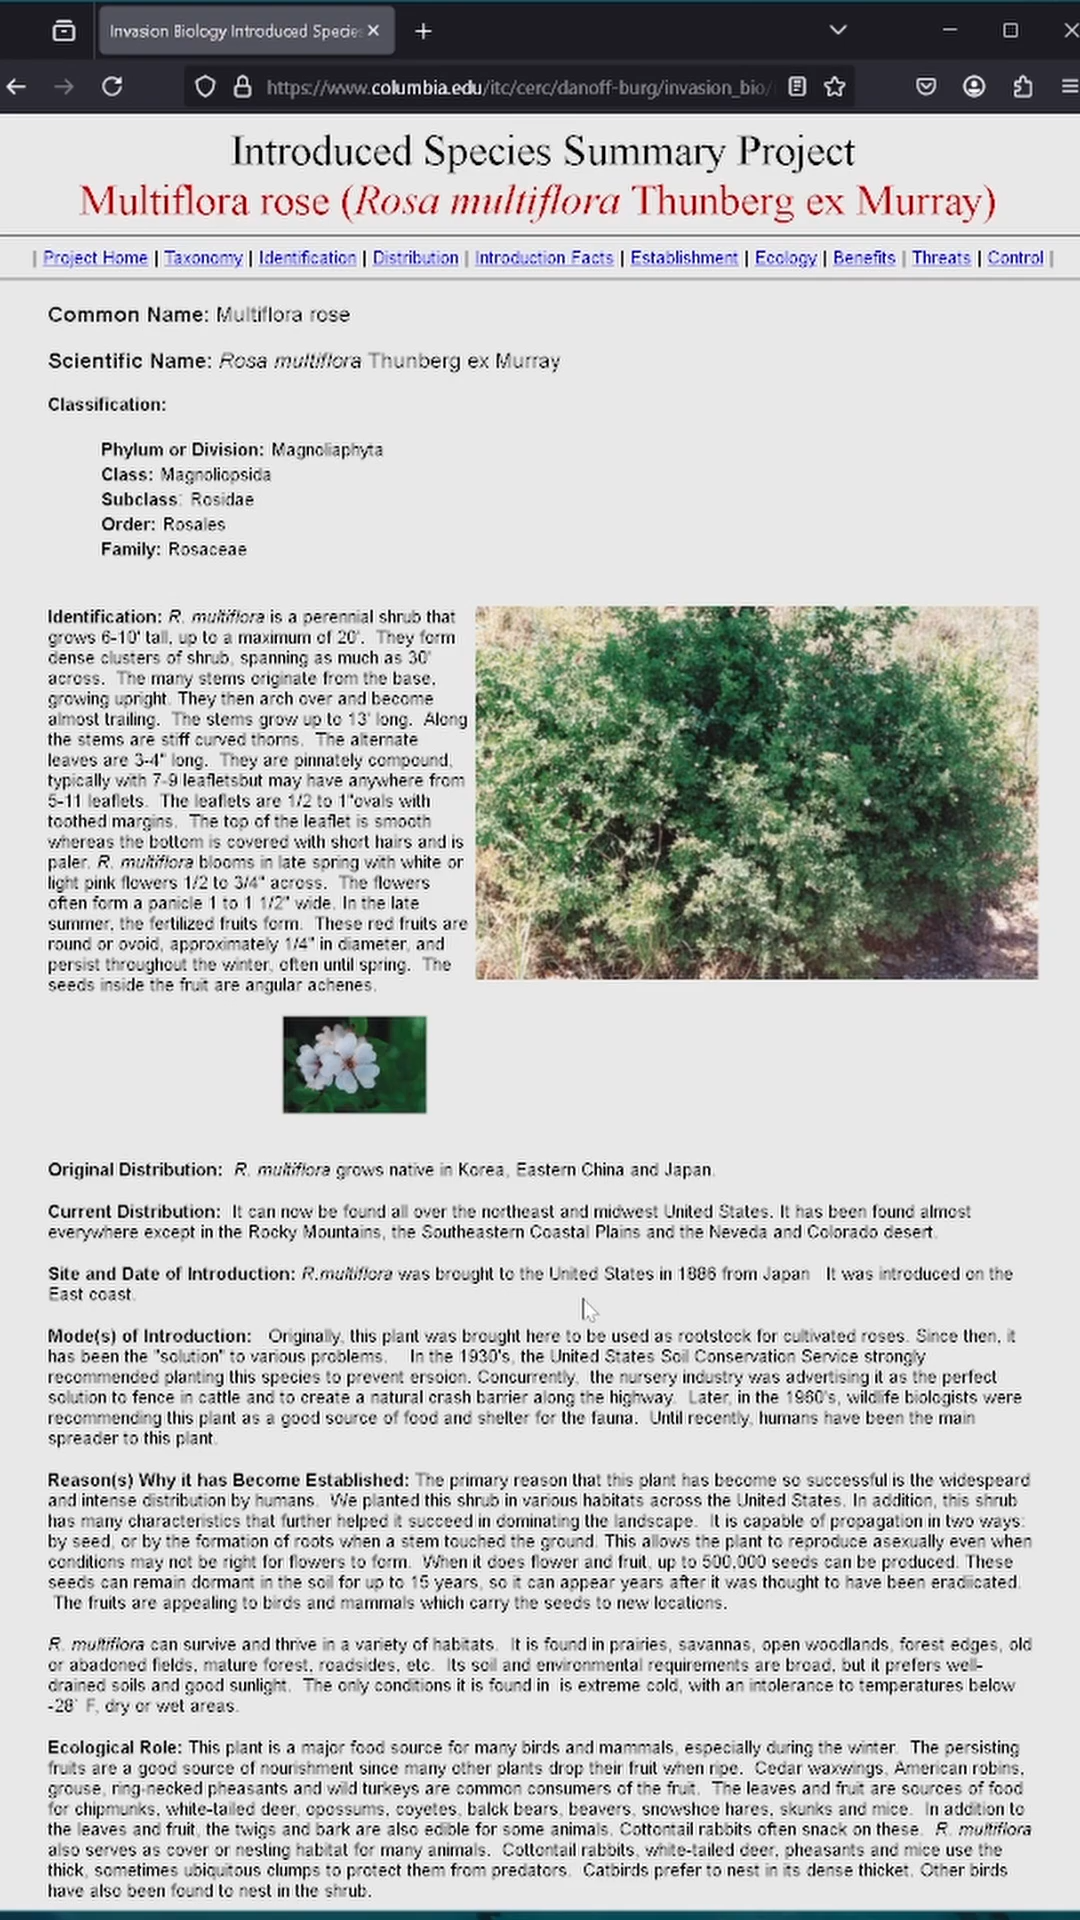 Invasion Biology Introduced Specie
https://www.columbia.edu/itc/cerc/danoff-burg/invasion_bio/
Introduced Species Summary Project
Multiflora rose (Rosa multiflora Thunberg ex Murray)
| Project Home | Taxonomy | Identification | Distribution | Introduction Facts | Establishment | Ecology | Benefits | Threats | Control |
Common Name: Multiflora rose
Scientific Name: Rosa multiflora Thunberg ex Murray
Classification:
Phylum or Division: Magnoliaphyta
Class: Magnoliopsida
Subclass: Rosidae
Order: Rosales
Family: Rosaceae
Identification: R. multiflora is a perennial shrub that
grows 6-10' tall, up to a maximum of 20'. They form
dense clusters of shrub, spanning as much as 30'
across. The many stems originate from the base,
growing upright. They then arch over and become
almost trailing. The stems grow up to 13' long. Along
the stems are stiff curved thorns. The alternate
leaves are 3-4" long. They are pinnately compound,
typically with 7-9 leafletsbut may have anywhere from
5-11 leaflets. The leaflets are 1/2 to 1"ovals with
toothed margins. The top of the leaflet is smooth
whereas the bottom is covered with short hairs and is
paler. R. multiflora blooms in late spring with white or
light pink flowers 1/2 to 3/4" across. The flowers
often form a panicle 1 to 1 1/2" wide. In the late
summer, the fertilized fruits form. These red fruits are
round or ovoid, approximately 1/4" in diameter, and
persist throughout the winter, often until spring. The
seeds inside the fruit are angular achenes.
Original Distribution: R. multiflora grows native in Korea, Eastern China and Japan.
Current Distribution: It can now be found all over the northeast and midwest United States. It has been found almost
everywhere except in the Rocky Mountains, the Southeastern Coastal Plains and the Neveda and Colorado desert.
Site and Date of Introduction: R.multiflora was brought to the United States in 1886 from Japan It was introduced on the
East coast.
Mode(s) of Introduction: Originally, this plant was brought here to be used as rootstock for cultivated roses. Since then, it
has been the "solution" to various problems. In the 1930's, the United States Soil Conservation Service strongly
recommended planting this species to prevent erosion. Concurrently, the nursery industry was advertising it as the perfect
solution to fence in cattle and to create a natural crash barrier along the highway. Later, in the 1960's, wildlife biologists were
recommending this plant as a good source of food and shelter for the fauna. Until recently, humans have been the main
spreader to this plant.
Reason(s) Why it has Become Established: The primary reason that this plant has become so successful is the widespeard
and intense distribution by humans. We planted this shrub in various habitats across the United States. In addition, this shrub
has many characteristics that further helped it succeed in dominating the landscape. It is capable of propagation in two ways:
by seed, or by the formation of roots when a stem touched the ground. This allows the plant to reproduce asexually even when
conditions may not be right for flowers to form. When it does flower and fruit, up to 500,000 seeds can be produced. These
seeds can remain dormant in the soil for up to 15 years, so it can appear years after it was thought to have been eradicated.
The fruits are appealing to birds and mammals which carry the seeds to new locations.
R. multiflora can survive and thrive in a variety of habitats. It is found in prairies, savannas, open woodlands, forest edges, old
or abadoned fields, mature forest, roadsides, etc. Its soil and environmental requirements are broad, but it prefers well-
drained soils and good sunlight. The only conditions it is found in is extreme cold, with an intolerance to temperatures below
-28° F, dry or wet areas.
Ecological Role: This plant is a major food source for many birds and mammals, especially during the winter. The persisting
fruits are a good source of nourishment since many other plants drop their fruit when ripe. Cedar waxwings, American robins,
grouse, ring-necked pheasants and wild turkeys are common consumers of the fruit. The leaves and fruit are sources of food
for chipmunks, white-tailed deer, opossums, coyetes, balck bears, beavers, snowshoe hares, skunks and mice. In addition to
the leaves and fruit, the twigs and bark are also edible for some animals. Cottontail rabbits often snack on these. R. multiflora
also serves as cover or nesting habitat for many animals. Cottontail rabbits, white-tailed deer, pheasants and mice use the
thick, sometimes ubiquitous clumps to protect them from predators. Catbirds prefer to nest in its dense thicket. Other birds
have also been found to nest in the shrub.